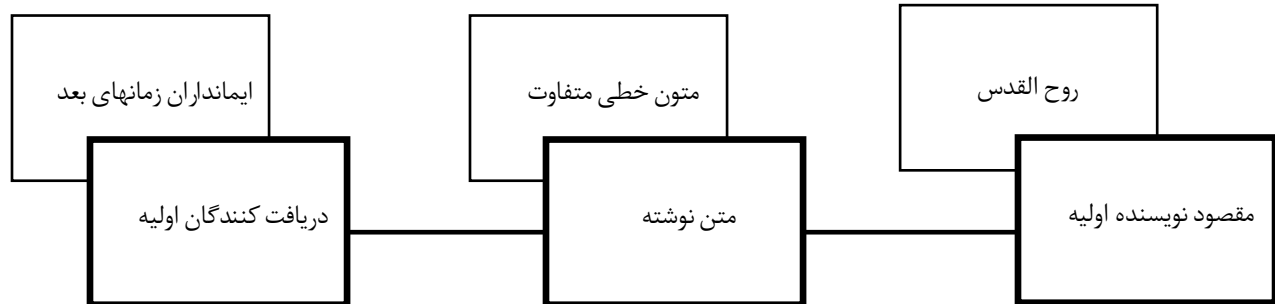 روح القدس
متون خطی متفاوت
ایمانداران زمانهای بعد
مقصود نویسنده اولیه
متن نوشته
دریافت کنندگان اولیه